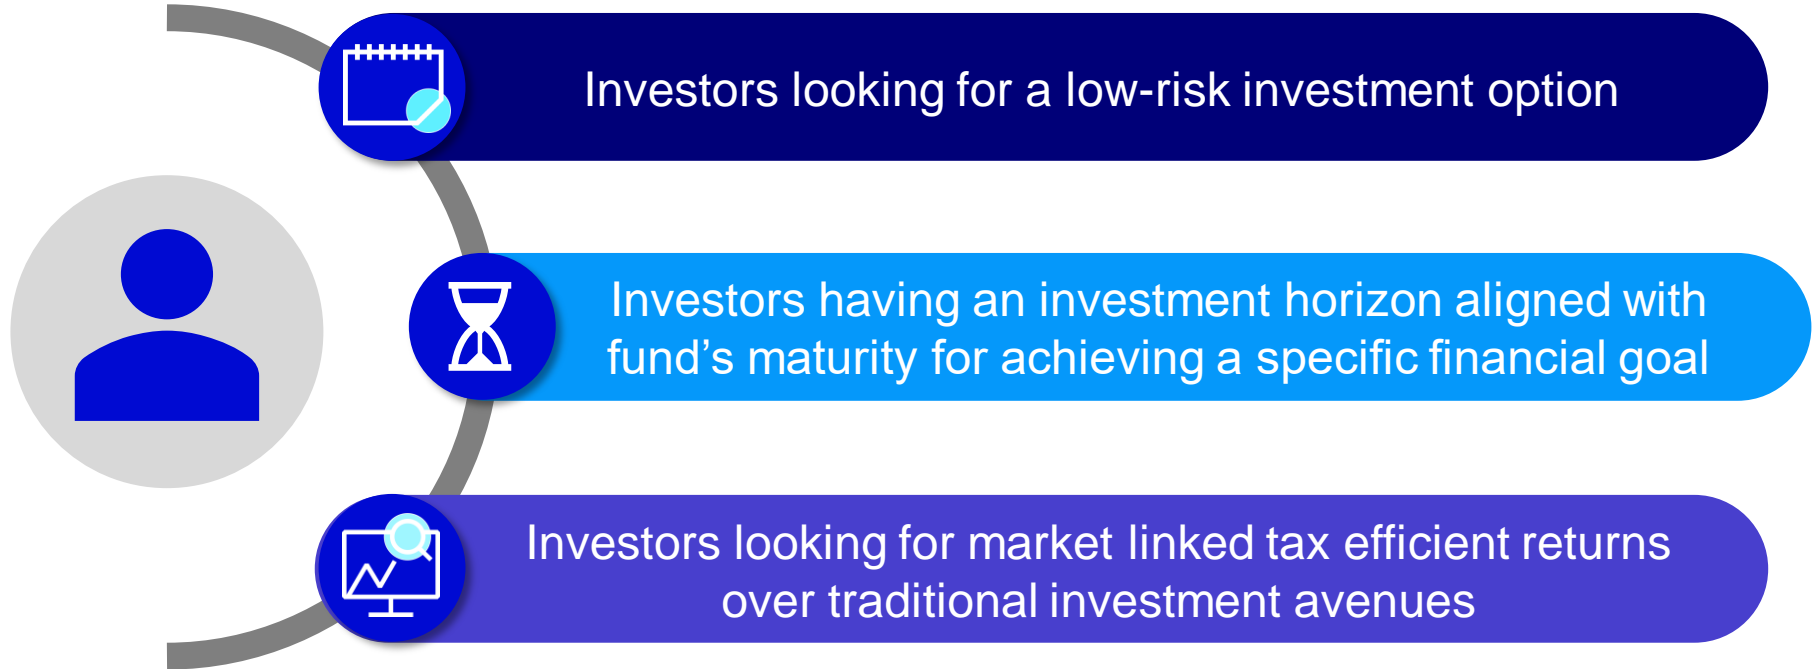 Investors looking for a low-risk investment option
Investors having an investment horizon aligned with
fund’s maturity for achieving a specific financial goal
Investors looking for market linked tax efficient returns
over traditional investment avenues